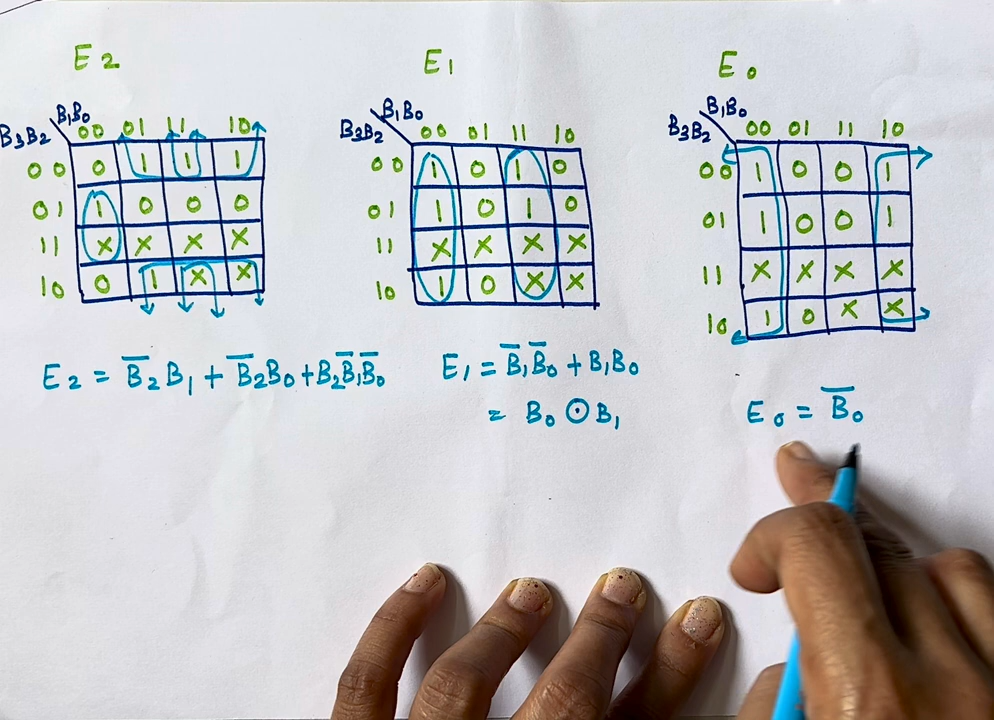 E2
E1
E0
B1B0
B3B2
00 01 11 10
00 0 1 1 1
01 1 0 0 0
11 X X X X
10 0 1 X X
B1B0
B3B2
00 01 11 10
00 1 0 1 0
01 1 0 1 0
11 X X X X
10 1 0 X X
B1B0
B3B2
00 01 11 10
00 1 0 0 1
01 1 0 0 1
11 X X X X
10 1 0 X X
E2 = B̅2B1 + B̅2B0 + B2B̅1B̅0
E1 = B̅1B̅0 + B1B0
= B0 ⊙ B1
E0 = B̅0